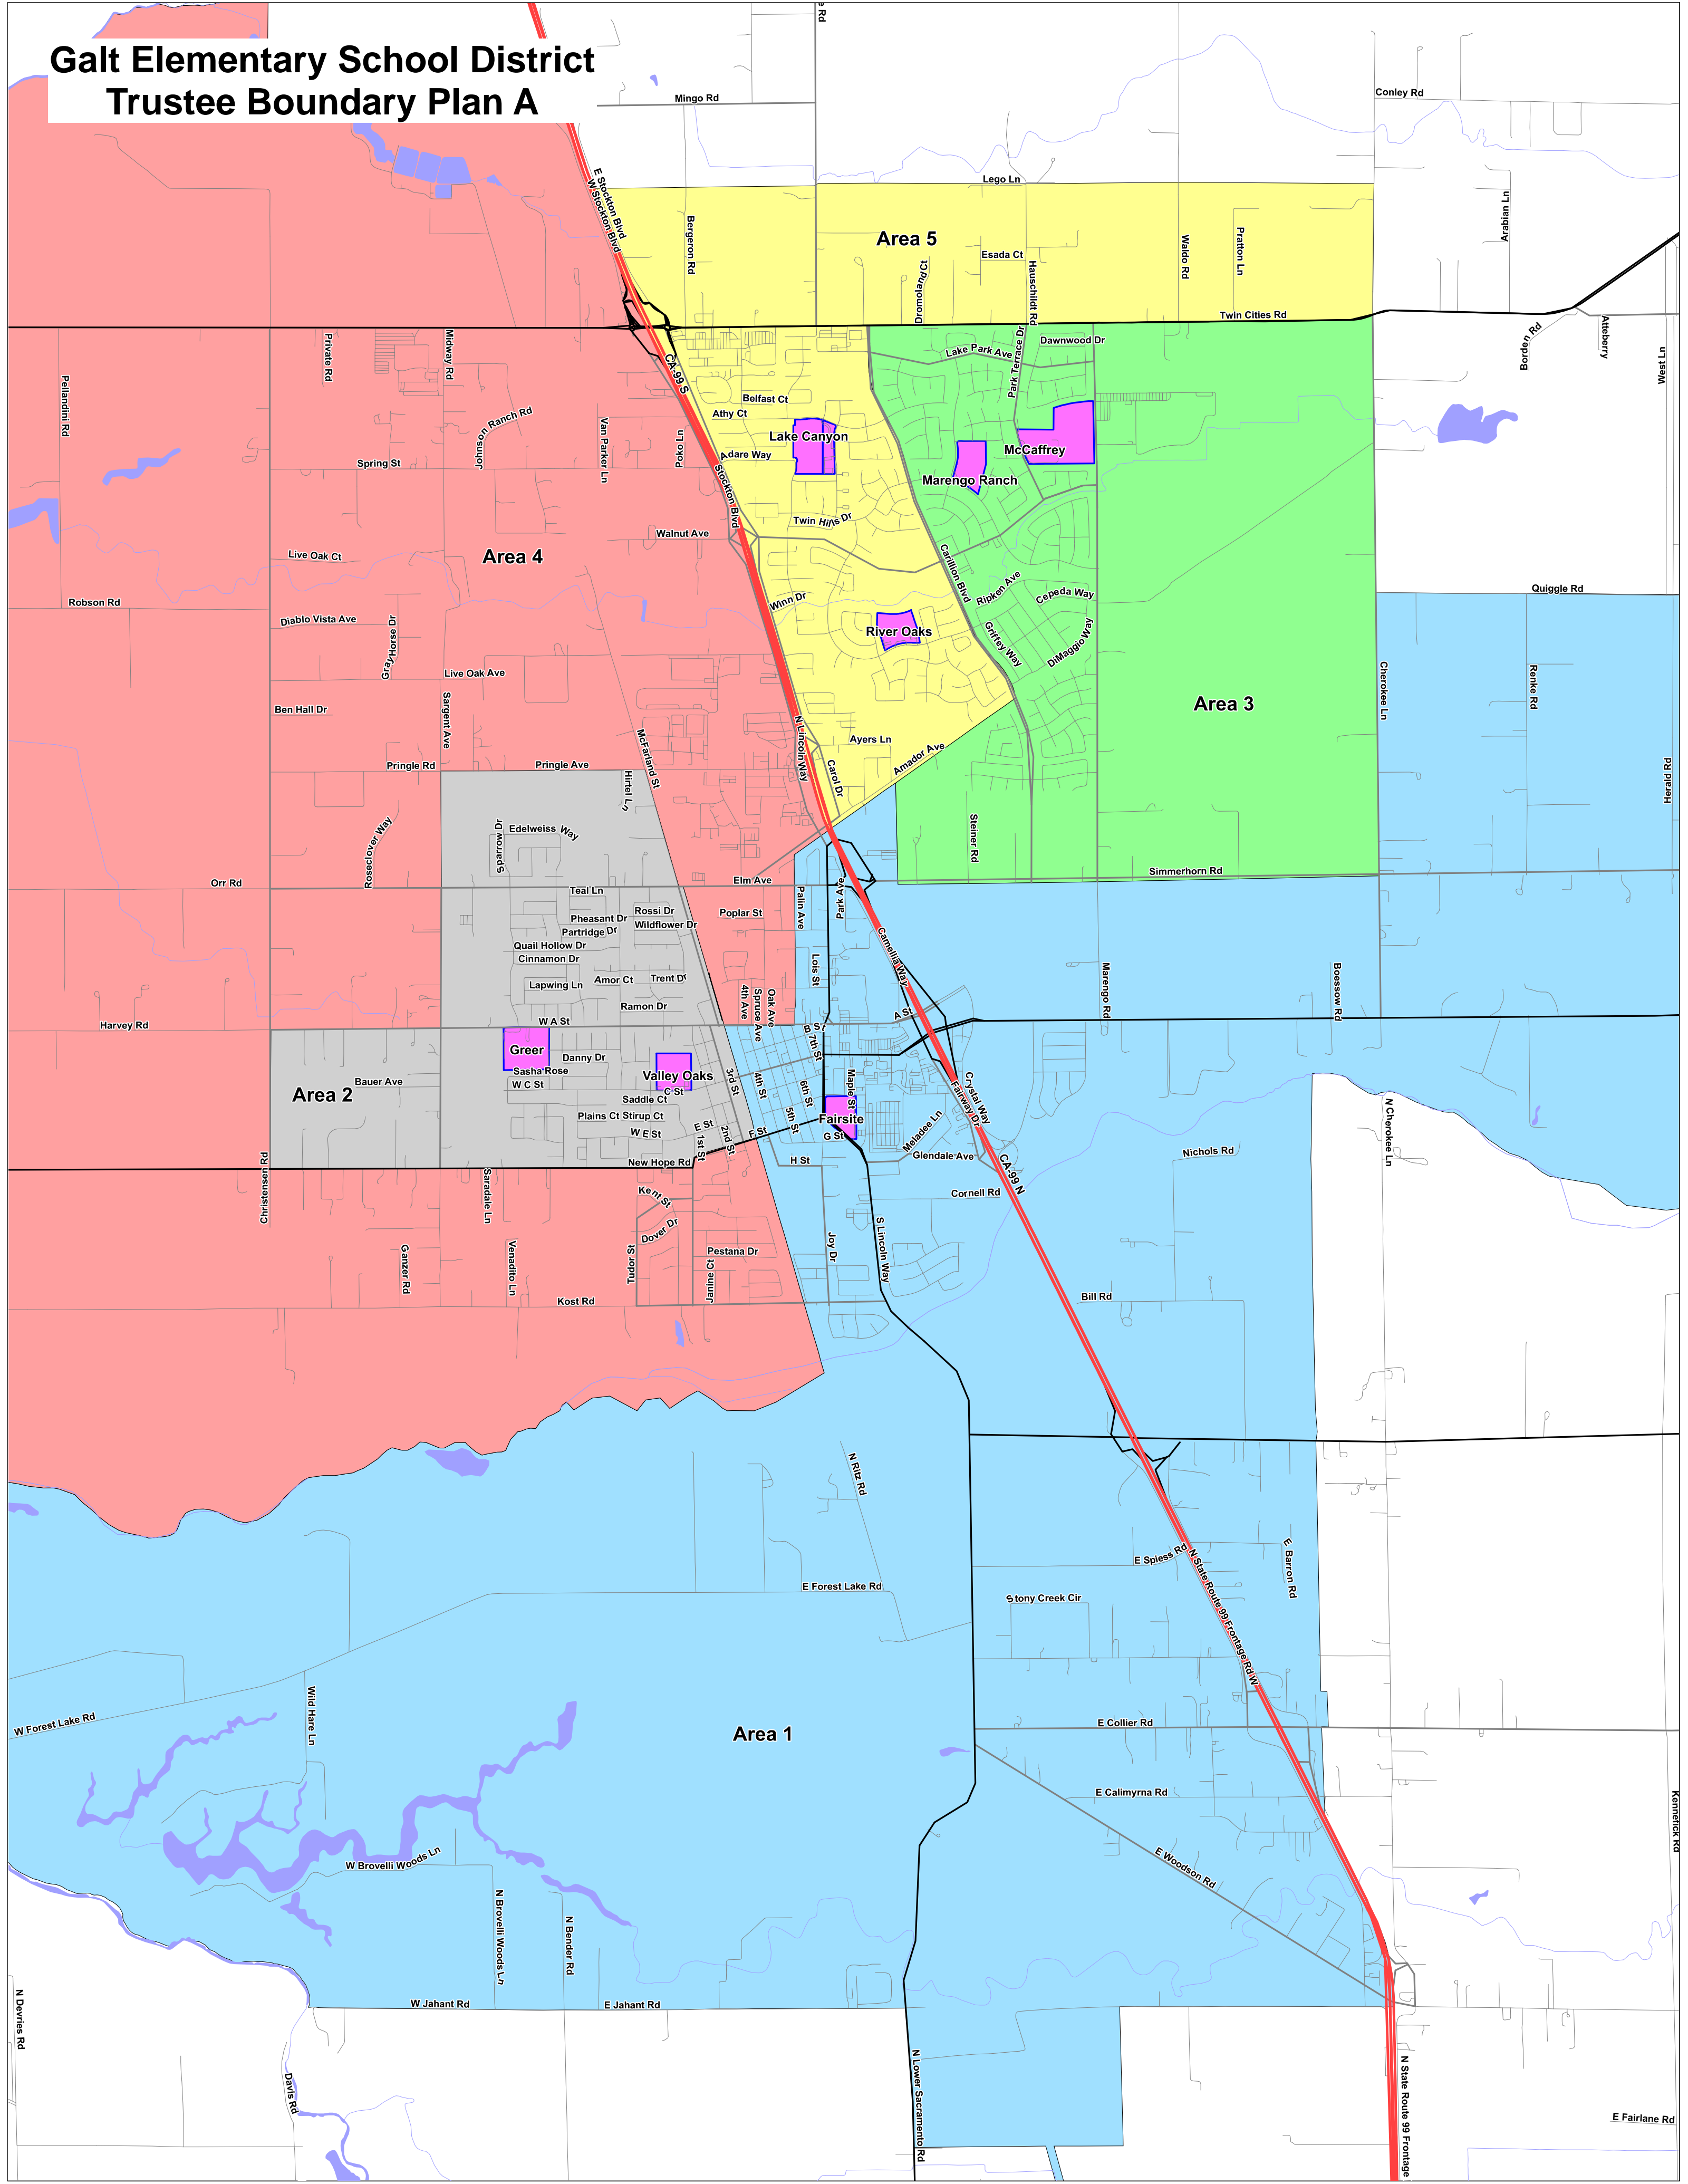 Galt Elementary School District
Trustee Boundary Plan A
Mingo Rd
Conley Rd
Lego Ln
E Stockton Blvd
W Stockton Blvd
Bergeron Rd
Area 5
Esada Ct
Dromoland Ct
Hauschildt Rd
Waldo Rd
Pratton Ln
Arabian Ln
Twin Cities Rd
Borden Rd
Atteberry
West Ln
Pellandini Rd
Private Rd
Midway Rd
CA-99 S
Lake Park Ave
Park Terrace Dr
Dawnwood Dr
Belfast Ct
Athy Ct
Johnson Ranch Rd
Van Parker Ln
Poko Ln
Lake Canyon
McCaffrey
Adare Way
Spring St
Marengo Ranch
Stockton Blvd
Twin Hills Dr
Walnut Ave
Live Oak Ct
Area 4
Carillion Blvd
Ripken Ave
Cepeda Way
Quiggle Rd
Robson Rd
Winn Dr
Diablo Vista Ave
Gray Horse Dr
River Oaks
Griffey Way
DiMaggio Way
Live Oak Ave
Cherokee Ln
Renke Rd
Ben Hall Dr
Sargent Ave
Area 3
McFarland St
N Lincoln Way
Ayers Ln
Amador Ave
Pringle Rd
Pringle Ave
Hirtel Ln
Carol Dr
Herald Rd
Roseclover Way
Sparrow Dr
Edelweiss Way
Steiner Rd
Simmerhorn Rd
Orr Rd
Elm Ave
Teal Ln
Palin Ave
Park Ave
Rossi Dr
Poplar St
Pheasant Dr
Wildflower Dr
Partridge Dr
Quail Hollow Dr
Camellia Way
Cinnamon Dr
Lois St
Lapwing Ln
Amor Ct
Trent Dr
4th Ave
Spruce Ave
Oak Ave
Ramon Dr
Marengo Rd
Boessow Rd
Harvey Rd
W A St
A St
B St
7th St
Greer
Danny Dr
Sasha Rose
Valley Oaks
W C St
C St
Bauer Ave
Area 2
Saddle Ct
3rd St
4th St
6th St
Maple St
Crystal Way
Fairway Dr
Plains Ct
Stirup Ct
5th St
Fairsite
Meladee Ln
N Cherokee Ln
W E St
E St
F St
G St
1st St
2nd St
H St
Glendale Ave
Nichols Rd
New Hope Rd
CA-99 N
Christensen Rd
Saradale Ln
Kent St
Cornell Rd
Dover Dr
Ganzer Rd
Venadito Ln
Tudor St
Pestana Dr
Janine Ct
Joy Dr
S Lincoln Way
Kost Rd
Bill Rd
N Ritz Rd
E Spiess Rd
E Barron Rd
E Forest Lake Rd
Stony Creek Cir
N State Route 99 Frontage Rd W
W Forest Lake Rd
Wild Hare Ln
Area 1
E Collier Rd
E Calimyrna Rd
Kennefick Rd
W Brovelli Woods Ln
E Woodson Rd
N Brovelli Woods Ln
N Bender Rd
W Jahant Rd
E Jahant Rd
N Devries Rd
Davis Rd
N Lower Sacramento Rd
N State Route 99 Frontage
E Fairlane Rd